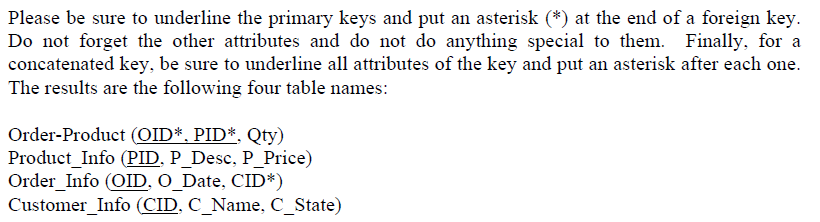 Please be sure to underline the primary keys and put an asterisk (*) at the end of a foreign key.
Do not forget the other attributes and do not do anything special to them. Finally, for a
concatenated key, be sure to underline all attributes of the key and put an asterisk after each one.
The results are the following four table names:
Order-Product (OID*, PID*, Qty)
Product_Info (PID, P_Desc, P_Price)
Order_Info (OID, O_Date, CID*)
Customer_Info (CID, C_Name, C_State)